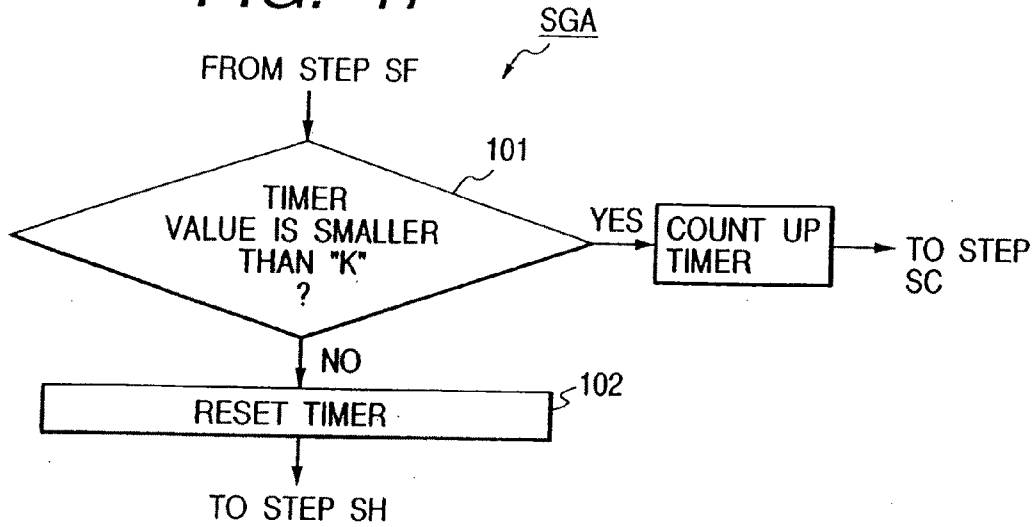 SGA
FROM STEP SF
101
TIMER
VALUE IS SMALLER
THAN "K"
?
YES
COUNT UP
TIMER
TO STEP
SC
NO
RESET TIMER
102
TO STEP SH